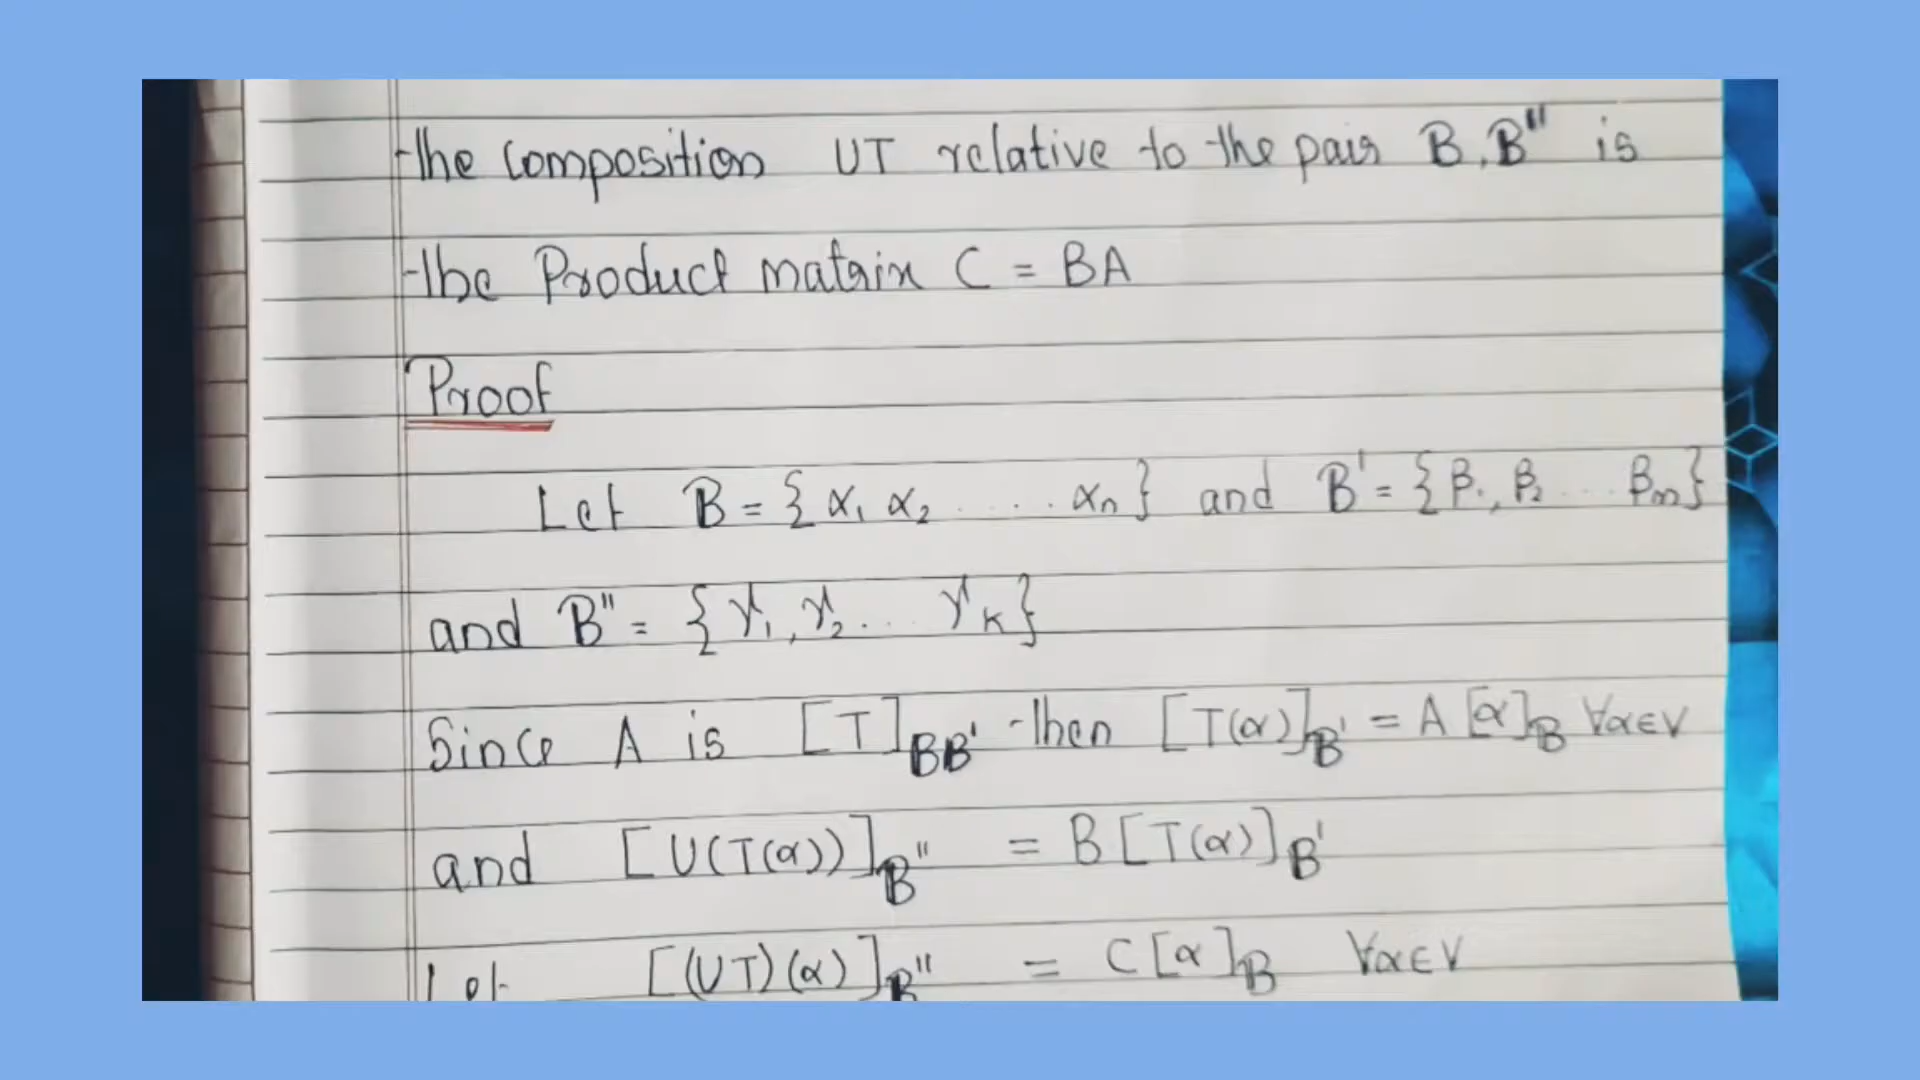 the composition UT relative to the pair B, B" is
the Product matrix C = BA
Proof
Let B = { α₁ α₂ . . . . αₙ } and B' = { β₁, β₂ . . . βₘ }
and B" = { γ₁, γ₂ . . . γₖ }
Since A is [T]BB' then [T(α)]B' = A [α]B ∀α∈V
and [U(T(α))]B" = B [T(α)]B'
Let [(UT)(α)]B" = C [α]B ∀α∈V